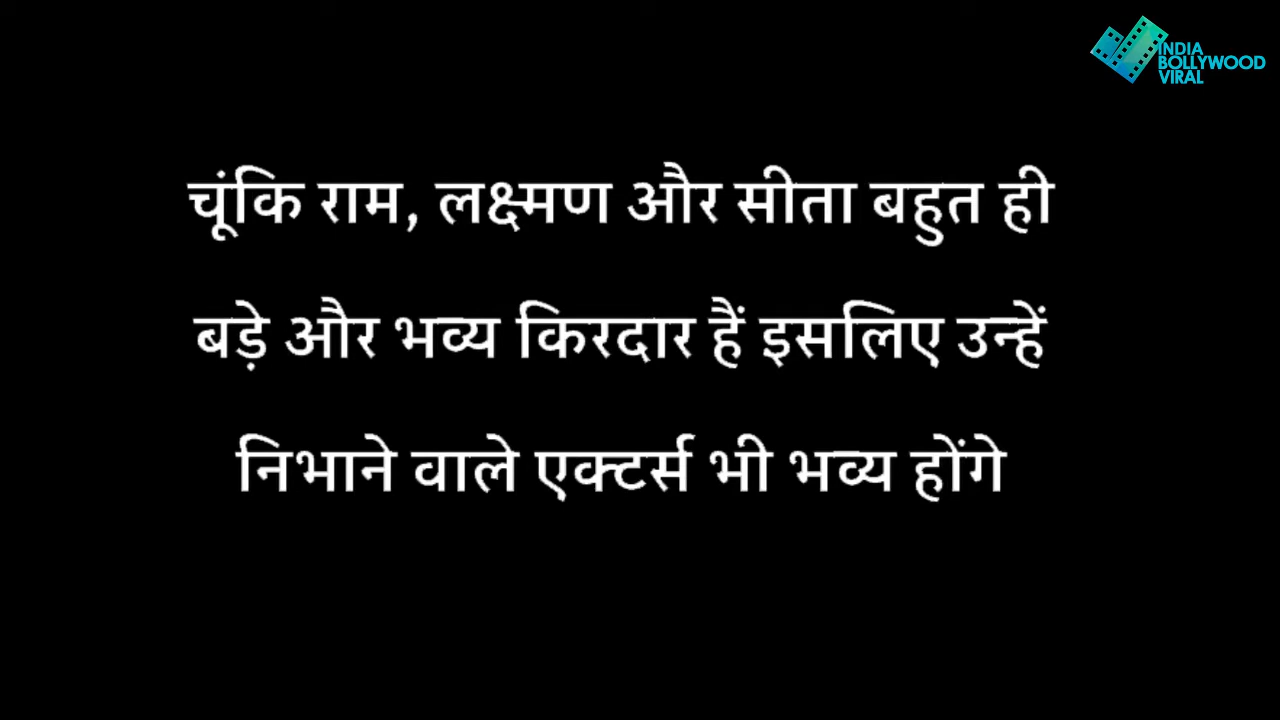 INDIA
BOLLYWOOD
VIRAL
चूंकि राम, लक्ष्मण और सीता बहुत ही
बड़े और भव्य किरदार हैं इसलिए उन्हें
निभाने वाले एक्टर्स भी भव्य होंगे